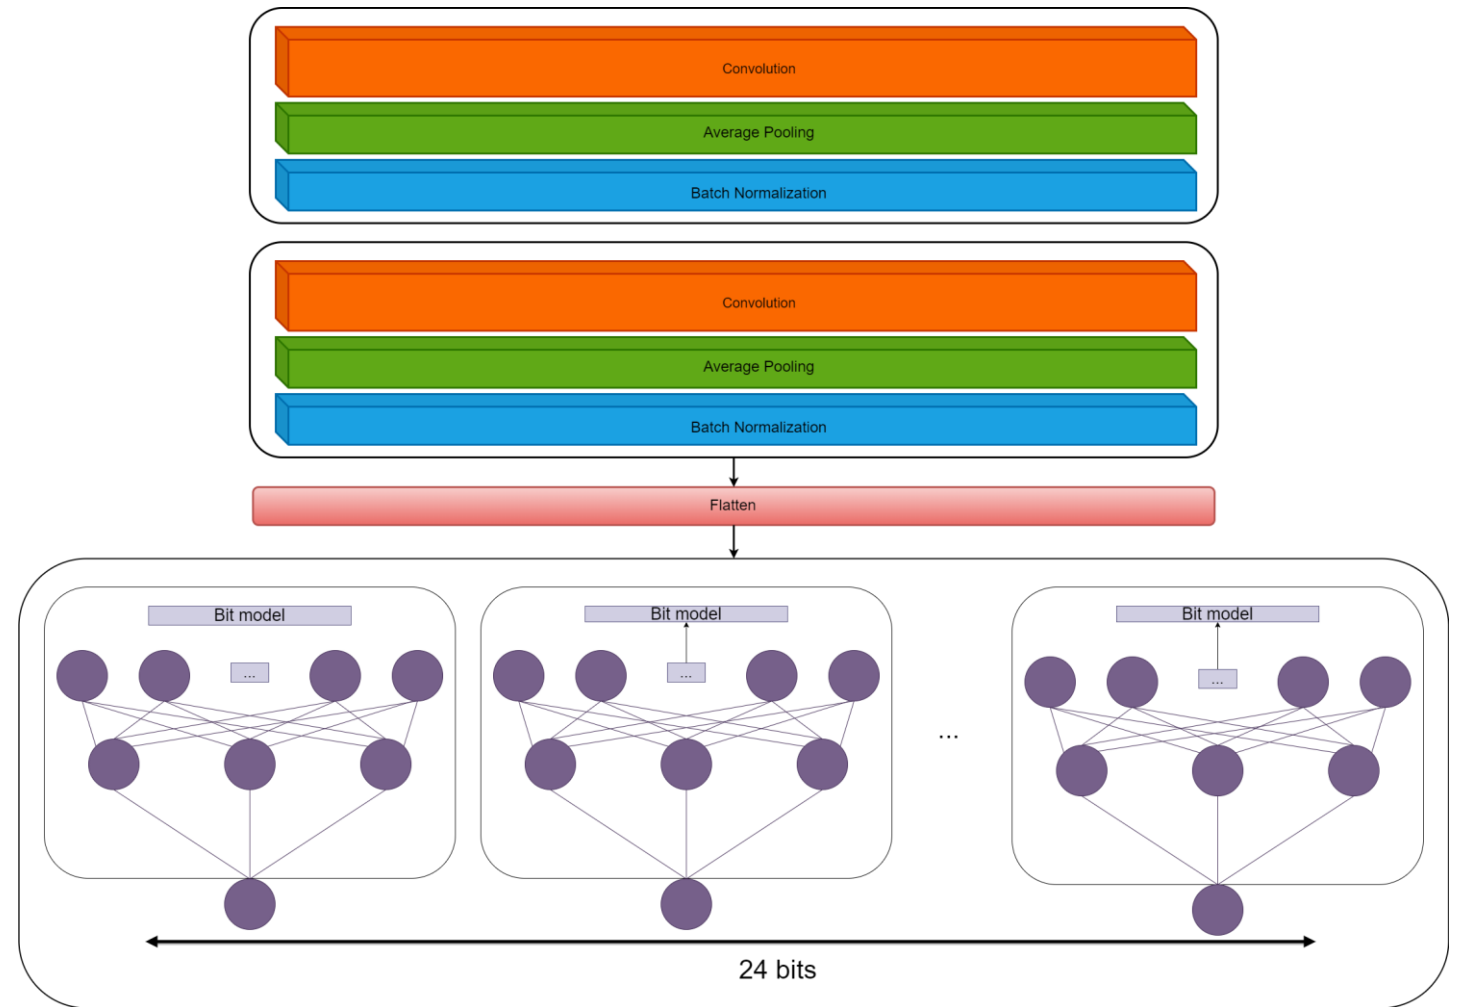 Convolution
Average Pooling
Batch Normalization
Convolution
Average Pooling
Batch Normalization
Flatten
Bit model
Bit model
Bit model
...
...
...
...
24 bits